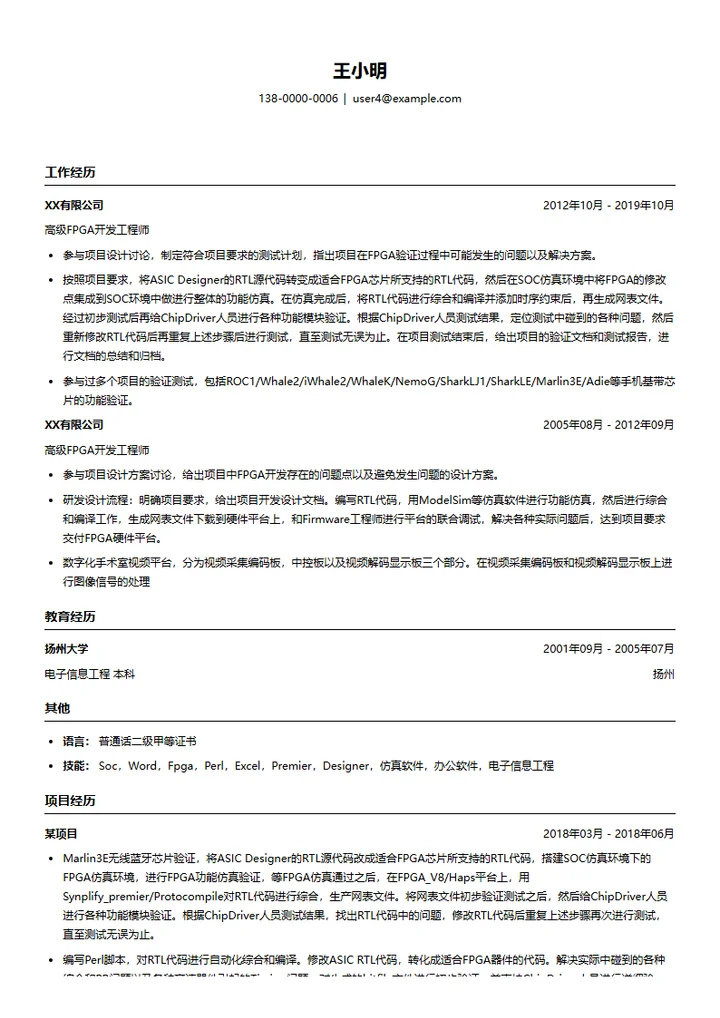 王小明
138-0000-0006 | user4@example.com
工作经历
XX有限公司 2012年10月 - 2019年10月
高级FPGA开发工程师
• 参与项目设计讨论，制定符合项目要求的测试计划，指出项目在FPGA验证过程中可能发生的问题以及解决方案。
• 按照项目要求，将ASIC Designer的RTL源代码转变成适合FPGA芯片所支持的RTL代码，然后在SOC仿真环境中将FPGA的修改
点集成到SOC环境中做进行整体的功能仿真。在仿真完成后，将RTL代码进行综合和编译并添加时序约束后，再生成网表文件。
经过初步测试后再给ChipDriver人员进行各种功能模块验证。根据ChipDriver人员测试结果，定位测试中碰到的各种问题，然后
重新修改RTL代码后再重复上述步骤后进行测试，直至测试无误为止。在项目测试结束后，给出项目的验证文档和测试报告，进
行文档的总结和归档。
• 参与过多个项目的验证测试，包括ROC1/Whale2/iWhale2/WhaleK/NemoG/SharkLJ1/SharkLE/Marlin3E/Adie等手机基带芯
片的功能验证。
XX有限公司 2005年08月 - 2012年09月
高级FPGA开发工程师
• 参与项目设计方案讨论，给出项目中FPGA开发存在的问题点以及避免发生问题的设计方案。
• 研发设计流程：明确项目要求，给出项目开发设计文档。编写RTL代码，用ModelSim等仿真软件进行功能仿真，然后进行综合
和编译工作，生成网表文件下载到硬件平台上，和Firmware工程师进行平台的联合调试，解决各种实际问题后，达到项目要求
交付FPGA硬件平台。
• 数字化手术室视频平台，分为视频采集编码板，中控板以及视频解码显示板三个部分。在视频采集编码板和视频解码显示板上进
行图像信号的处理
教育经历
扬州大学 2001年09月 - 2005年07月
电子信息工程 本科 扬州
其他
• 语言： 普通话二级甲等证书
• 技能： Soc，Word，Fpga，Perl，Excel，Premier，Designer，仿真软件，办公软件，电子信息工程
项目经历
某项目 2018年03月 - 2018年06月
• Marlin3E无线蓝牙芯片验证，将ASIC Designer的RTL源代码改成适合FPGA芯片所支持的RTL代码，搭建SOC仿真环境下的
FPGA仿真环境，进行FPGA功能仿真验证，等FPGA仿真通过之后，在FPGA_V8/Haps平台上，用
Synplify_premier/Protocompile对RTL代码进行综合，生产网表文件。将网表文件初步验证测试之后，然后给ChipDriver人员
进行各种功能模块验证。根据ChipDriver人员测试结果，找出RTL代码中的问题，修改RTL代码后重复上述步骤再次进行测试，
直至测试无误为止。
• 编写Perl脚本，对RTL代码进行自动化综合和编译。修改ASIC RTL代码，转化成适合FPGA器件的代码。解决实际中碰到的各种